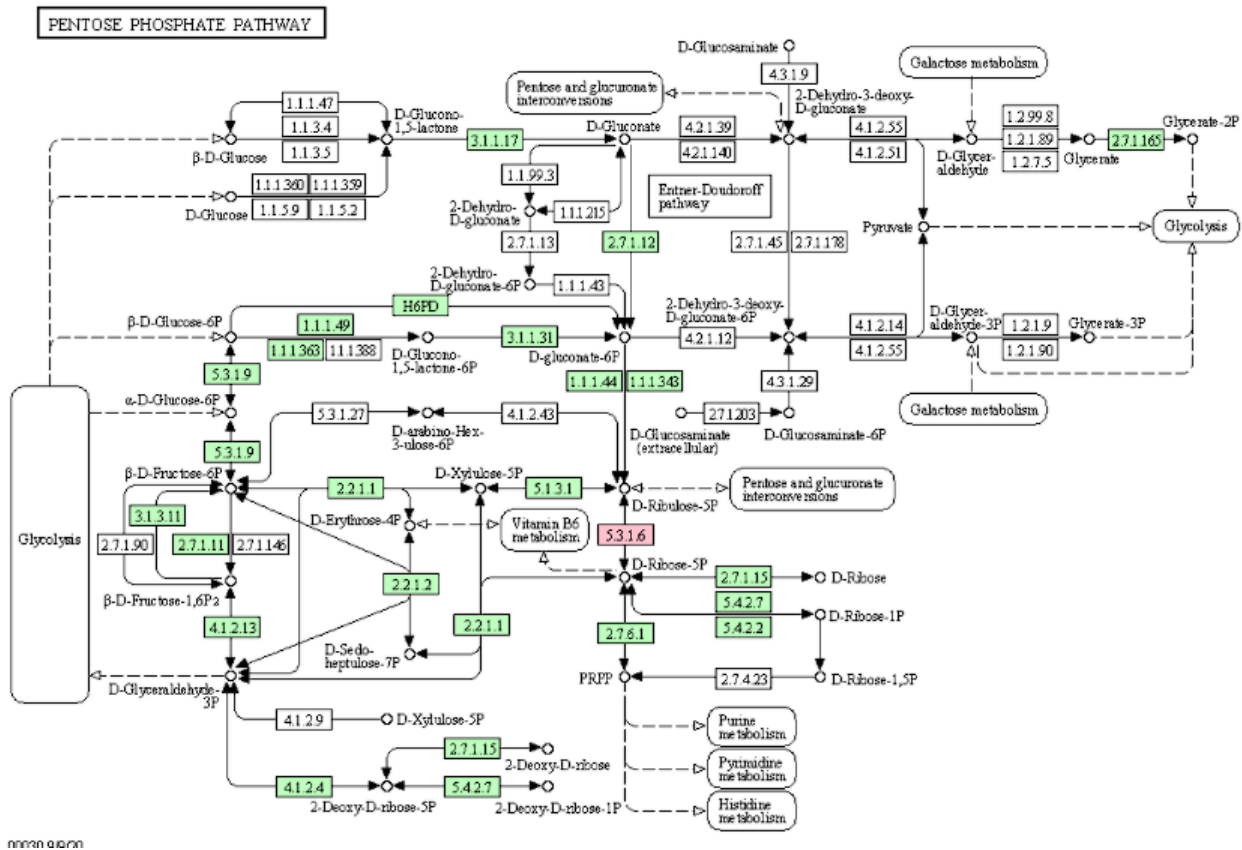 PENTOSE PHOSPHATE PATHWAY
D-Glucosaminate
4.3.1.9
Galactose metabolism
Pentose and glucuronate
interconversions
2-Dehydro-3-deoxy-
D-gluconate
1.1.1.47
D-Glucono-
1,5-lactone
1.1.3.4
1.1.3.5
β-D-Glucose
3.1.1.17
D-Gluconate
4.2.1.39
4.2.1.140
4.2.1.55
4.2.1.51
D-Glycer-
aldehyde
1.2.99.8
1.2.1.89
1.2.7.5
Glycerate
2.7.1.165
Glycerate-2P
1.1.1.360
1.1.1.359
1.1.5.9
1.1.5.2
D-Glucose
1.1.99.3
2-Dehydro-
D-gluconate
1.1.1.215
Entner-Doudoroff
pathway
Pyruvate
Glycolysis
2.7.1.13
2.7.1.12
2.7.1.45
2.7.1.178
2-Dehydro-
D-gluconate-6P
1.1.1.43
H6PD
2-Dehydro-3-deoxy-
D-gluconate-6P
β-D-Glucose-6P
1.1.1.49
1.1.1.363
1.1.1.388
D-Glucono-
1,5-lactone-6P
3.1.1.31
D-gluconate-6P
4.2.1.12
4.1.2.14
4.1.2.55
D-Glycer-
aldehyde-3P
1.2.1.9
1.2.1.90
Glycerate-3P
5.3.1.9
1.1.1.44
1.1.1.343
4.3.1.29
α-D-Glucose-6P
5.3.1.27
D-arabino-Hex-
3-ulose-6P
4.1.2.43
D-Glucosaminate
(extracellular)
2.7.1.203
D-Glucosaminate-6P
Galactose metabolism
5.3.1.9
β-D-Fructose-6P
2.2.1.1
D-Xylulose-5P
5.1.3.1
D-Ribulose-5P
Pentose and glucuronate
interconversions
3.1.3.11
2.7.1.90
2.7.1.11
2.7.1.146
D-Erythrose-4P
Vitamin B6
metabolism
5.3.1.6
Glycolysis
β-D-Fructose-1,6P2
2.2.1.2
D-Ribose-5P
2.7.1.15
D-Ribose
5.4.2.7
5.4.2.2
D-Ribose-1P
4.1.2.13
2.2.1.1
2.7.6.1
D-Sedo-
heptulose-7P
D-Glyceraldehyde-
3P
PRPP
2.7.4.23
D-Ribose-1,5P
4.1.2.9
D-Xylulose-5P
Purine
metabolism
2.7.1.15
2-Deoxy-D-ribose
Pyrimidine
metabolism
4.1.2.4
2-Deoxy-D-ribose-5P
5.4.2.7
2-Deoxy-D-ribose-1P
Histidine
metabolism
00030 9/9/20